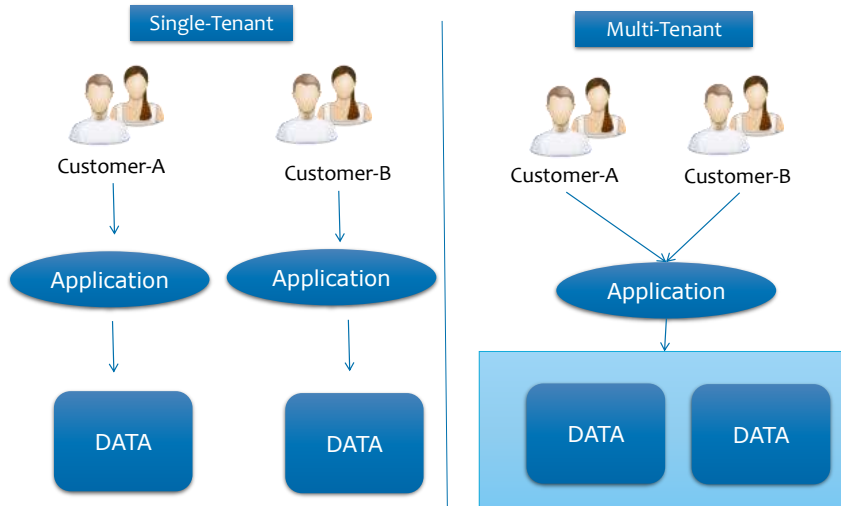 Single-Tenant
Multi-Tenant
Customer-A
Customer-B
Customer-A
Customer-B
Application
Application
Application
DATA
DATA
DATA
DATA